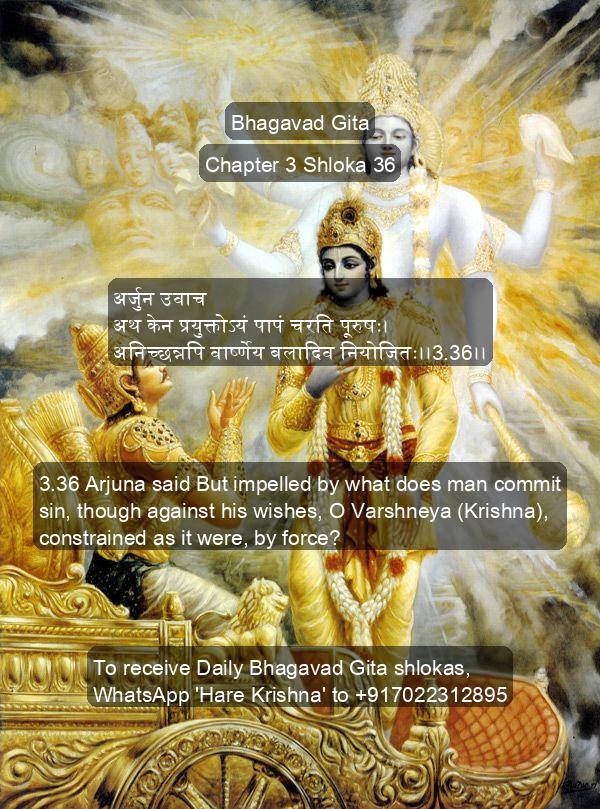 Bhagavad Gita
Chapter 3 Shloka 36
अर्जुन उवाच
अथ केन प्रयुक्तोऽयं पापं चरति पूरुषः।
अनिच्छन्नपि वार्ष्णेय बलादिव नियोजितः।।3.36।।
3.36 Arjuna said But impelled by what does man commit
sin, though against his wishes, O Varshneya (Krishna),
constrained as it were, by force?
To receive Daily Bhagavad Gita shlokas,
WhatsApp 'Hare Krishna' to +917022312895